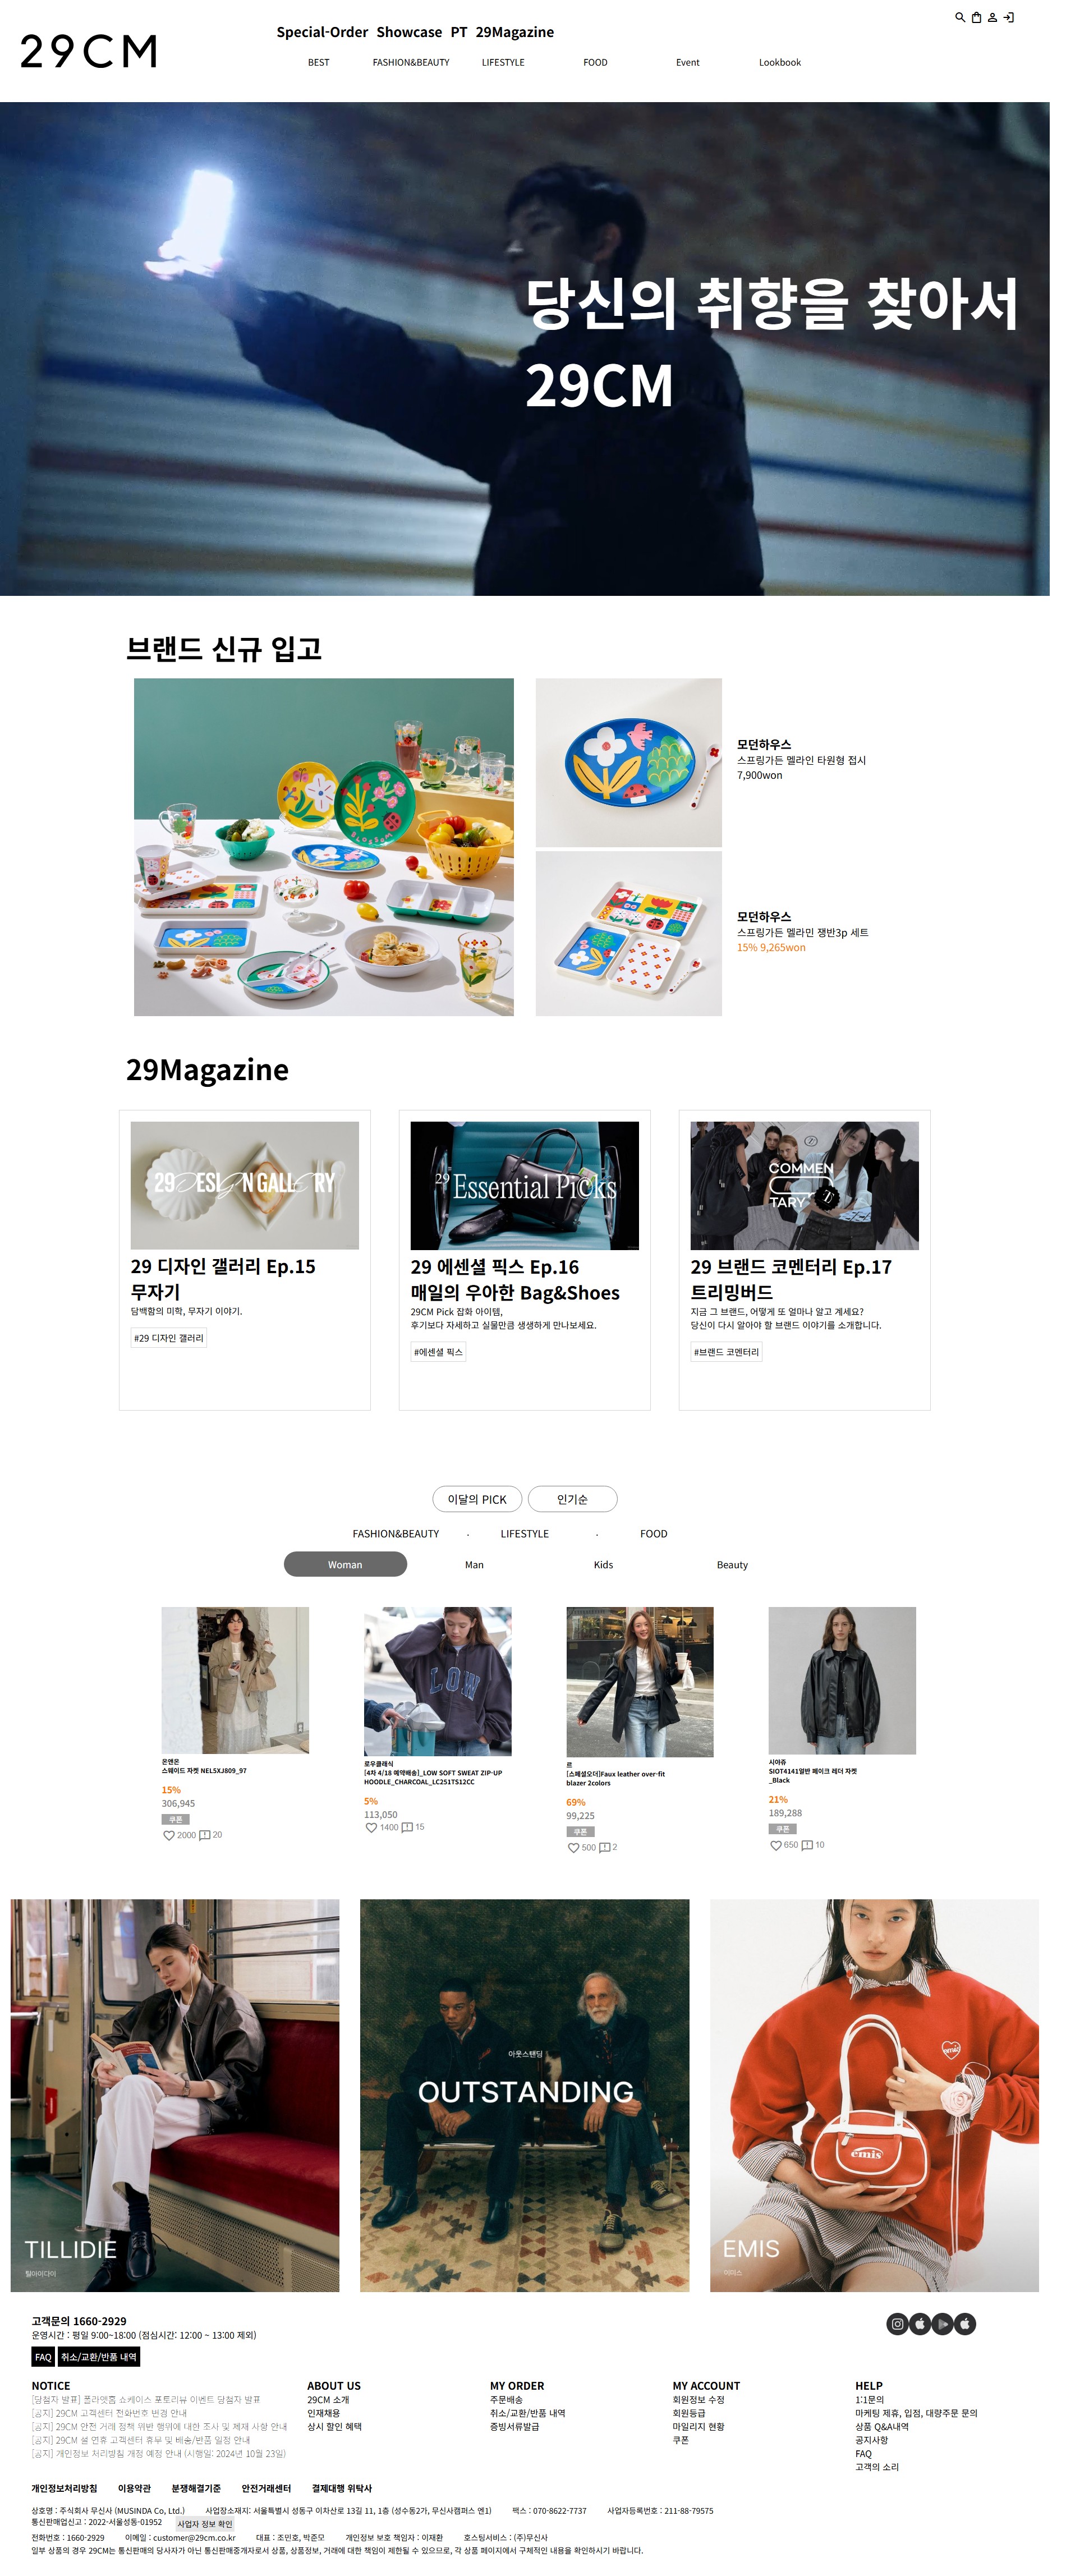 29CM
Special-Order Showcase PT 29Magazine
BEST FASHION&BEAUTY LIFESTYLE FOOD Event Lookbook
당신의 취향을 찾아서
29CM
브랜드 신규 입고
모던하우스
스프링가든 멜라인 타원형 접시
7,900won
모던하우스
스프링가든 멜라민 쟁반3p 세트
15% 9,265won
29Magazine
29 DESIGN GALLERY
29 디자인 갤러리 Ep.15
무자기
담백함의 미학, 무자기 이야기.
#29 디자인 갤러리
29 Essential Picks
29 에센셜 픽스 Ep.16
매일의 우아한 Bag&Shoes
29CM Pick 잡화 아이템,
후기보다 자세하고 실물만큼 생생하게 만나보세요.
#에센셜 픽스
COMMEN
TARY
29 브랜드 코멘터리 Ep.17
트리밍버드
지금 그 브랜드, 어떻게 또 얼마나 알고 계세요?
당신이 다시 알아야 할 브랜드 이야기를 소개합니다.
#브랜드 코멘터리
이달의 PICK 인기순
FASHION&BEAUTY · LIFESTYLE · FOOD
Woman Man Kids Beauty
온앤온
스웨이드 자켓 NEL5XJ809_97
15%
306,945
쿠폰
2000 20
LOW
로우클래식
[4차 4/18 예약배송]_LOW SOFT SWEAT ZIP-UP
HOODIE_CHARCOAL_LC251TS12CC
5%
113,050
1400 15
르
[스페셜오더]Faux leather over-fit
blazer 2colors
69%
99,225
쿠폰
500 2
시야쥬
SIOT4141일반 페이크 레더 자켓
_Black
21%
189,288
쿠폰
650 10
TILLIDIE
틸아이다이
아웃스탠딩
OUTSTANDING
emis
emis
EMIS
이미스
고객문의 1660-2929
운영시간 : 평일 9:00~18:00 (점심시간: 12:00 ~ 13:00 제외)
FAQ 취소/교환/반품 내역
NOTICE
[당첨자 발표] 폴라앳홈 쇼케이스 포토리뷰 이벤트 당첨자 발표
[공지] 29CM 고객센터 전화번호 변경 안내
[공지] 29CM 안전 거래 정책 위반 행위에 대한 조사 및 제재 사항 안내
[공지] 29CM 설 연휴 고객센터 휴무 및 배송/반품 일정 안내
[공지] 개인정보 처리방침 개정 예정 안내 (시행일: 2024년 10월 23일)
ABOUT US
29CM 소개
인재채용
상시 할인 혜택
MY ORDER
주문배송
취소/교환/반품 내역
증빙서류발급
MY ACCOUNT
회원정보 수정
회원등급
마일리지 현황
쿠폰
HELP
1:1문의
마케팅 제휴, 입점, 대량주문 문의
상품 Q&A내역
공지사항
FAQ
고객의 소리
개인정보처리방침 이용약관 분쟁해결기준 안전거래센터 결제대행 위탁사
상호명 : 주식회사 무신사 (MUSINDA Co, Ltd.) 사업장소재지: 서울특별시 성동구 이차산로 13길 11, 1층 (성수동2가, 무신사캠퍼스 엔1) 팩스 : 070-8622-7737 사업자등록번호 : 211-88-79575
통신판매업신고 : 2022-서울성동-01952 사업자 정보 확인
전화번호 : 1660-2929 이메일 : customer@29cm.co.kr 대표 : 조민호, 박준모 개인정보 보호 책임자 : 이재환 호스팅서비스 : (주)무신사
일부 상품의 경우 29CM는 통신판매의 당사자가 아닌 통신판매중개자로서 상품, 상품정보, 거래에 대한 책임이 제한될 수 있으므로, 각 상품 페이지에서 구체적인 내용을 확인하시기 바랍니다.